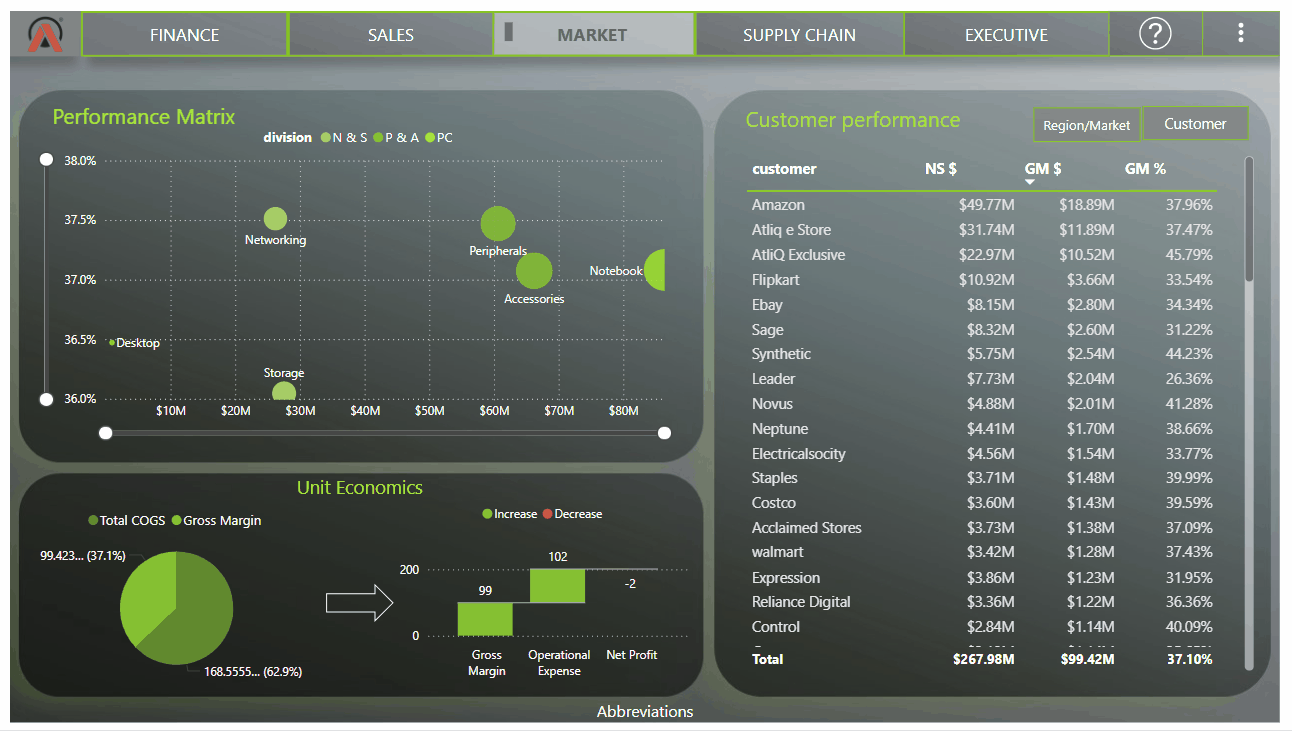 FINANCE SALES MARKET SUPPLY CHAIN EXECUTIVE ?
Performance Matrix
division N & S P & A PC
38.0%
37.5%
Networking
Peripherals
37.0%
Notebook
Accessories
36.5%
Desktop
Storage
36.0%
$10M $20M $30M $40M $50M $60M $70M $80M
Unit Economics
Total COGS Gross Margin
99.423... (37.1%)
168.5555... (62.9%)
Increase Decrease
200
0
99
102
-2
Gross Margin
Operational Expense
Net Profit
Customer performance
Region/Market Customer
customer NS $ GM $ GM %
Amazon $49.77M $18.89M 37.96%
Atliq e Store $31.74M $11.89M 37.47%
AtliQ Exclusive $22.97M $10.52M 45.79%
Flipkart $10.92M $3.66M 33.54%
Ebay $8.15M $2.80M 34.34%
Sage $8.32M $2.60M 31.22%
Synthetic $5.75M $2.54M 44.23%
Leader $7.73M $2.04M 26.36%
Novus $4.88M $2.01M 41.28%
Neptune $4.41M $1.70M 38.66%
Electricalsocity $4.56M $1.54M 33.77%
Staples $3.71M $1.48M 39.99%
Costco $3.60M $1.43M 39.59%
Acclaimed Stores $3.73M $1.38M 37.09%
walmart $3.42M $1.28M 37.43%
Expression $3.86M $1.23M 31.95%
Reliance Digital $3.36M $1.22M 36.36%
Control $2.84M $1.14M 40.09%
Total $267.98M $99.42M 37.10%
Abbreviations